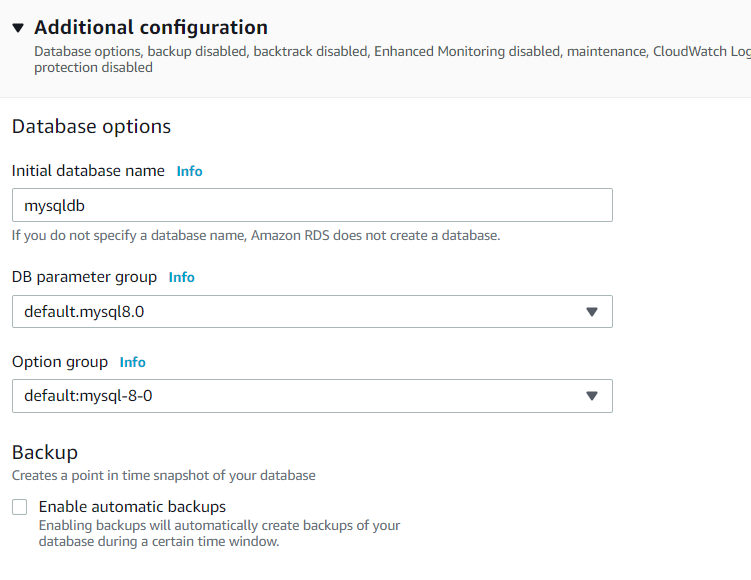 Additional configuration
Database options, backup disabled, backtrack disabled, Enhanced Monitoring disabled, maintenance, CloudWatch Log
protection disabled
Database options
Initial database name Info
mysqldb
If you do not specify a database name, Amazon RDS does not create a database.
DB parameter group Info
default.mysql8.0
Option group Info
default:mysql-8-0
Backup
Creates a point in time snapshot of your database
Enable automatic backups
Enabling backups will automatically create backups of your
database during a certain time window.